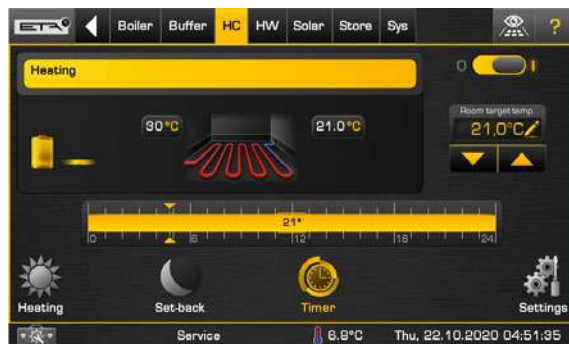 ETA Boiler Buffer HC HW Solar Store Sys ?
Heating
0 I
30°C 21.0°C
Room target temp.
21,0°C
21°
0 6 12 18 24
Heating Set-back Timer Settings
Service 6.8°C Thu, 22.10.2020 04:51:35